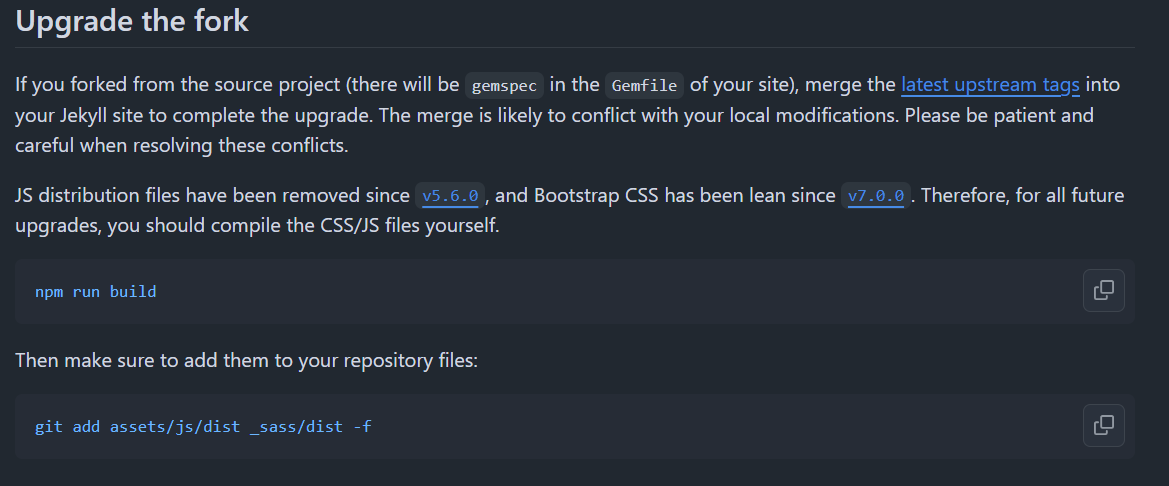 Upgrade the fork
If you forked from the source project (there will be gemspec in the Gemfile of your site), merge the latest upstream tags into
your Jekyll site to complete the upgrade. The merge is likely to conflict with your local modifications. Please be patient and
careful when resolving these conflicts.
JS distribution files have been removed since v5.6.0, and Bootstrap CSS has been lean since v7.0.0. Therefore, for all future
upgrades, you should compile the CSS/JS files yourself.
npm run build
Then make sure to add them to your repository files:
git add assets/js/dist _sass/dist -f